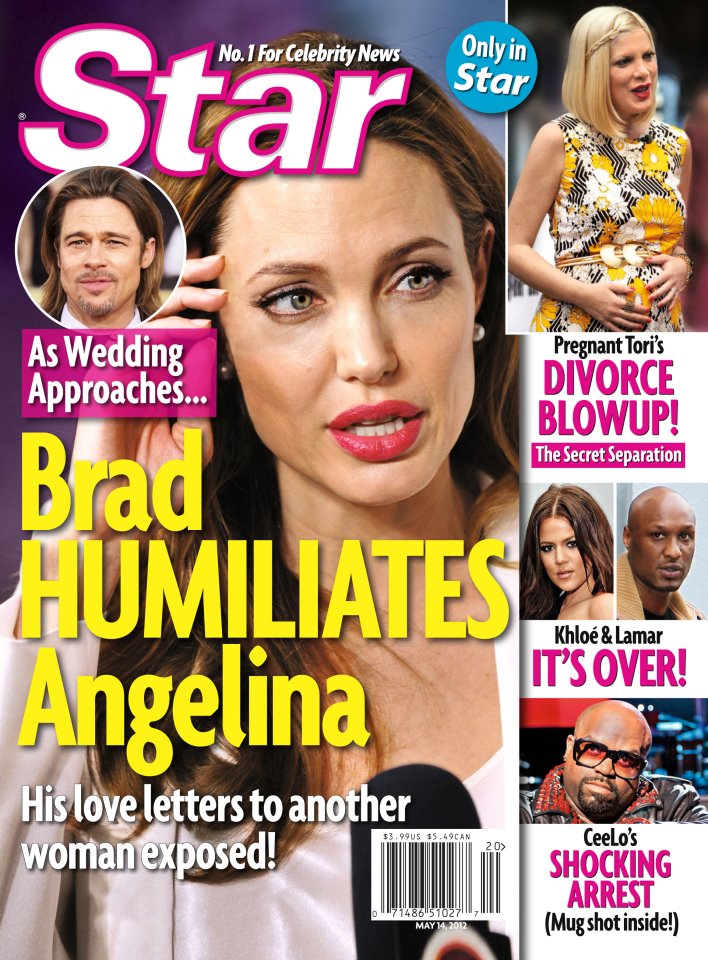 Star
®
No. 1 For Celebrity News
Only in
Star
As Wedding
Approaches...
Brad
HUMILIATES
Angelina
His love letters to another
woman exposed!
Pregnant Tori's
DIVORCE
BLOWUP!
The Secret Separation
Khloé & Lamar
IT'S OVER!
CeeLo's
SHOCKING
ARREST
(Mug shot inside!)
$3.99US $5.49CAN
20>
0 71486 51027 7
MAY 14, 2012